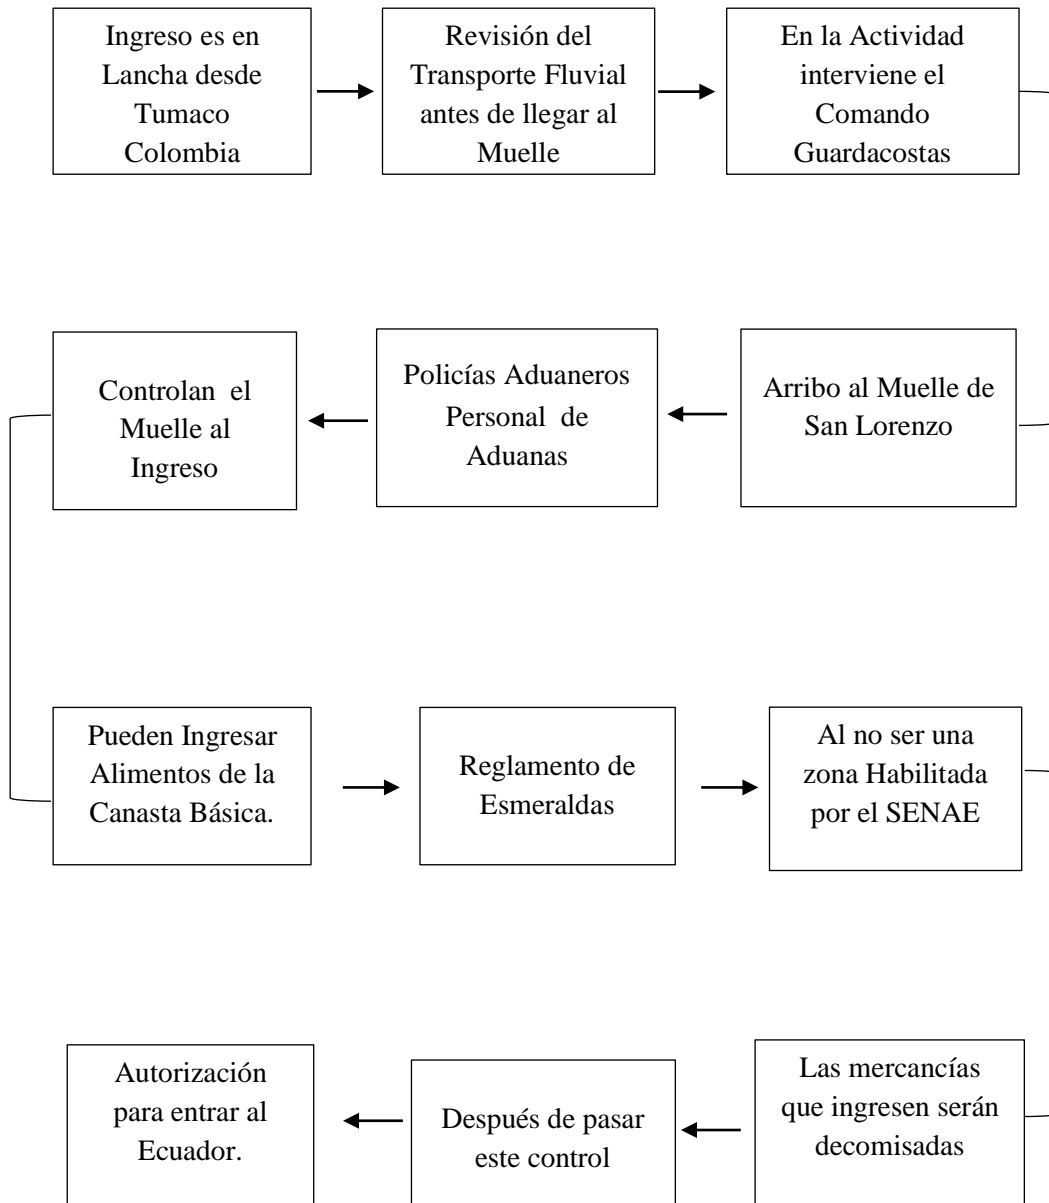 Ingreso es en
Lancha desde
Tumaco
Colombia
Revisión del
Transporte Fluvial
antes de llegar al
Muelle
En la Actividad
interviene el
Comando
Guardacostas
Arribo al Muelle de
San Lorenzo
Policías Aduaneros
Personal de
Aduanas
Controlan el
Muelle al
Ingreso
Pueden Ingresar
Alimentos de la
Canasta Básica.
Reglamento de
Esmeraldas
Al no ser una
zona Habilitada
por el SENAE
Las mercancías
que ingresen serán
decomisadas
Después de pasar
este control
Autorización
para entrar al
Ecuador.